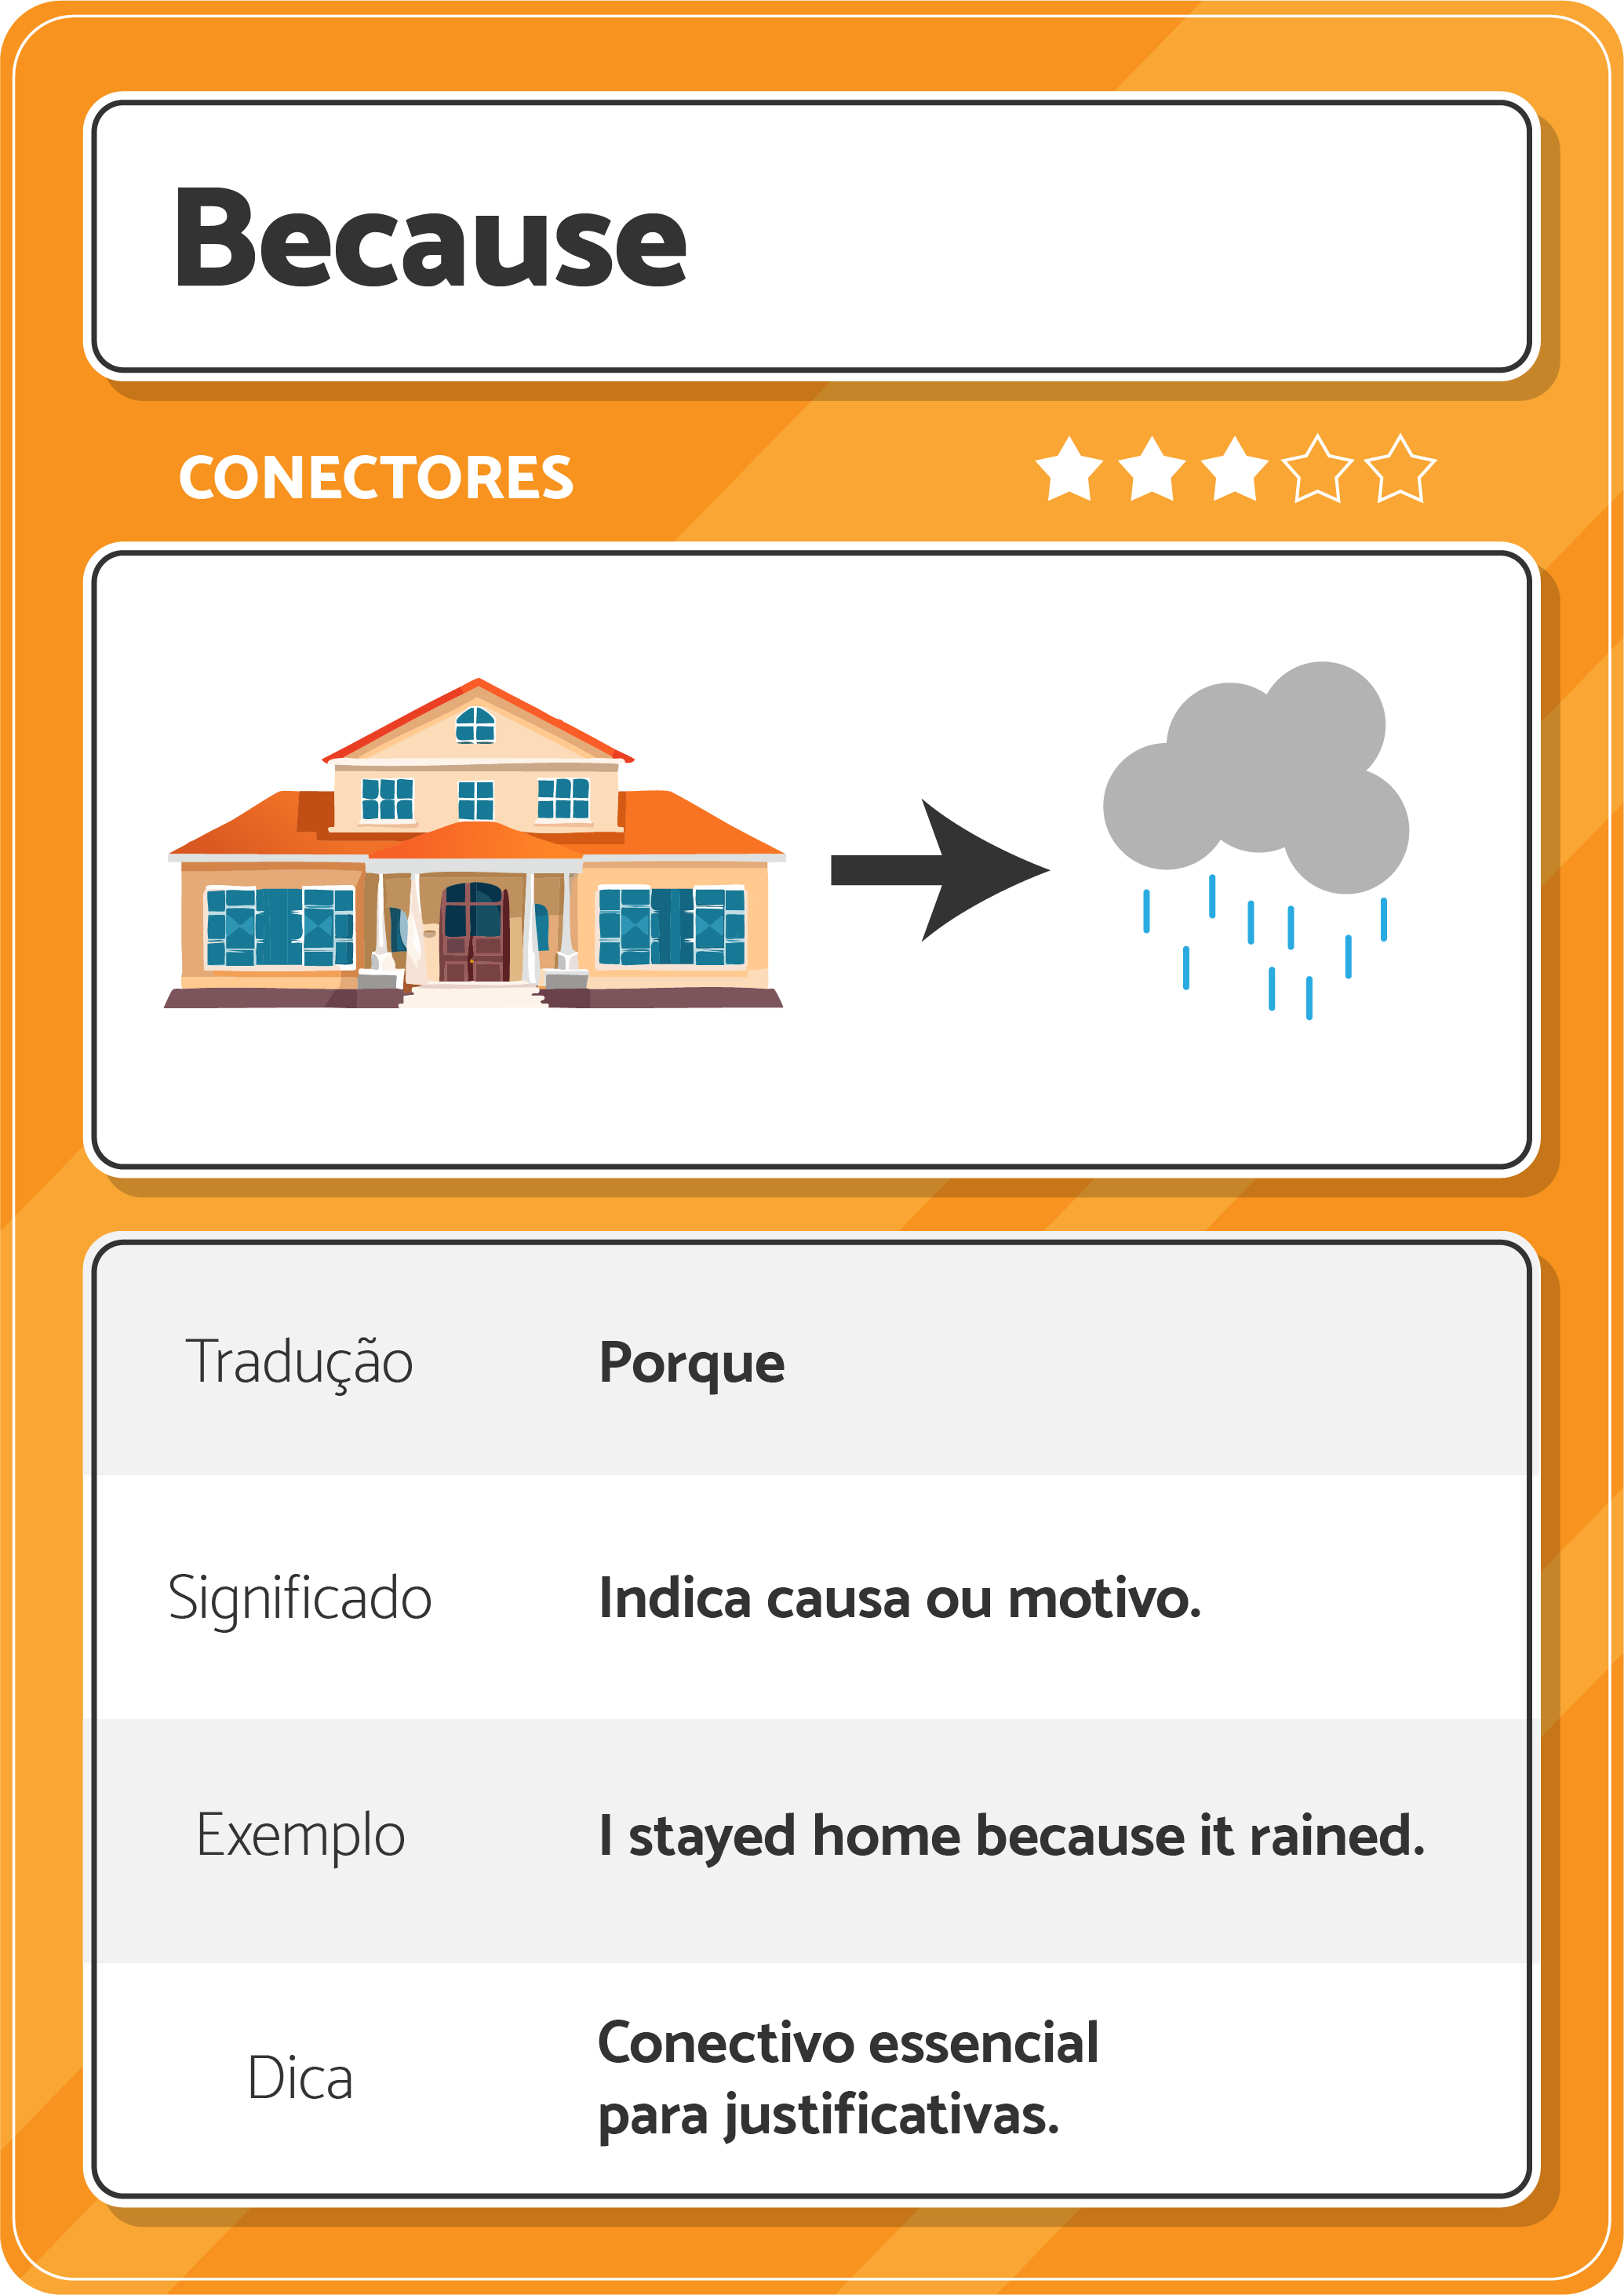 Because
CONECTORES
Tradução
Porque
Significado
Indica causa ou motivo.
Exemplo
I stayed home because it rained.
Dica
Conectivo essencial
para justificativas.